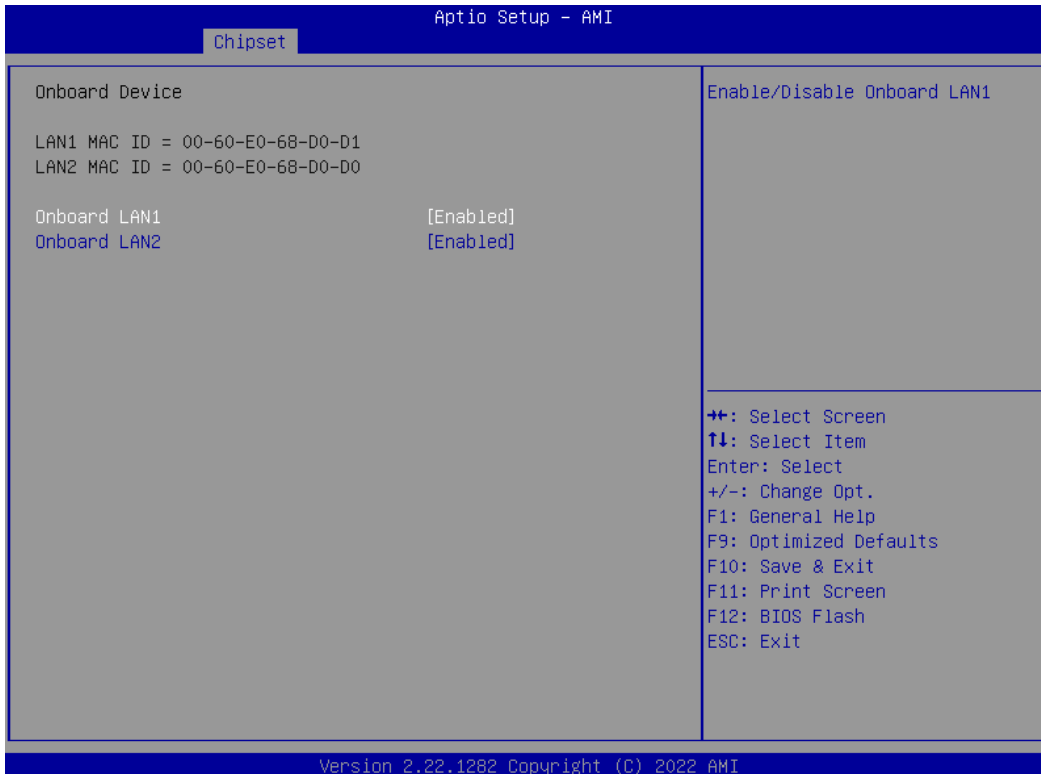 Aptio Setup – AMI
Chipset
Onboard Device
LAN1 MAC ID = 00-60-E0-68-D0-D1
LAN2 MAC ID = 00-60-E0-68-D0-D0
Onboard LAN1 [Enabled]
Onboard LAN2 [Enabled]
Enable/Disable Onboard LAN1
→←: Select Screen
↑↓: Select Item
Enter: Select
+/-: Change Opt.
F1: General Help
F9: Optimized Defaults
F10: Save & Exit
F11: Print Screen
F12: BIOS Flash
ESC: Exit
Version 2.22.1282 Copyright (C) 2022 AMI